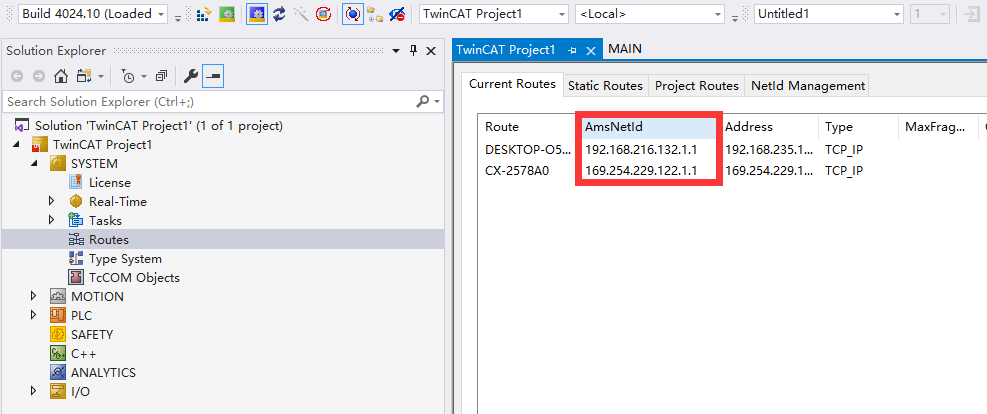 Build 4024.10 (Loaded
TwinCAT Project1
<Local>
Untitled1
1
Solution Explorer
Search Solution Explorer (Ctrl+;)
Solution 'TwinCAT Project1' (1 of 1 project)
TwinCAT Project1
SYSTEM
License
Real-Time
Tasks
Routes
Type System
TcCOM Objects
MOTION
PLC
SAFETY
C++
ANALYTICS
I/O
TwinCAT Project1 MAIN
Current Routes Static Routes Project Routes NetId Management
Route AmsNetId Address Type MaxFrag...
DESKTOP-O5... 192.168.216.132.1.1 192.168.235.1... TCP_IP
CX-2578A0 169.254.229.122.1.1 169.254.229.1... TCP_IP